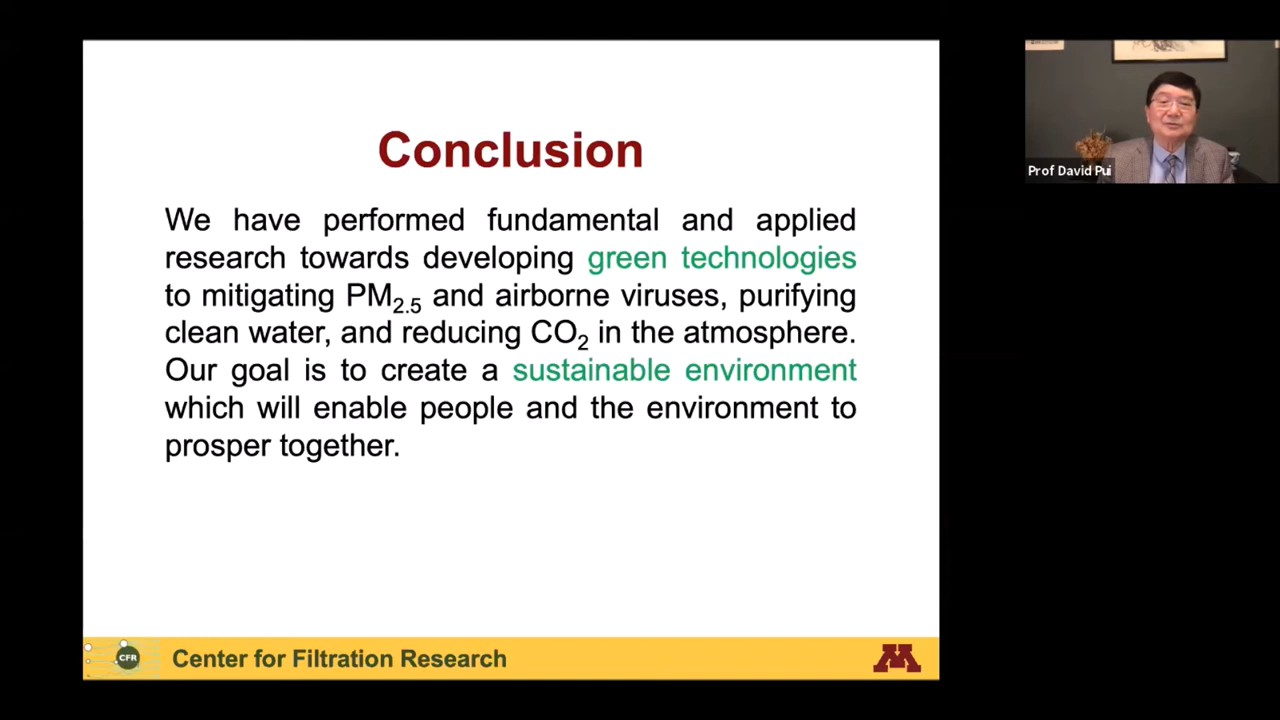 Conclusion
We have performed fundamental and applied
research towards developing green technologies
to mitigating PM2.5 and airborne viruses, purifying
clean water, and reducing CO2 in the atmosphere.
Our goal is to create a sustainable environment
which will enable people and the environment to
prosper together.
CFR
Center for Filtration Research
M
Prof David Pui